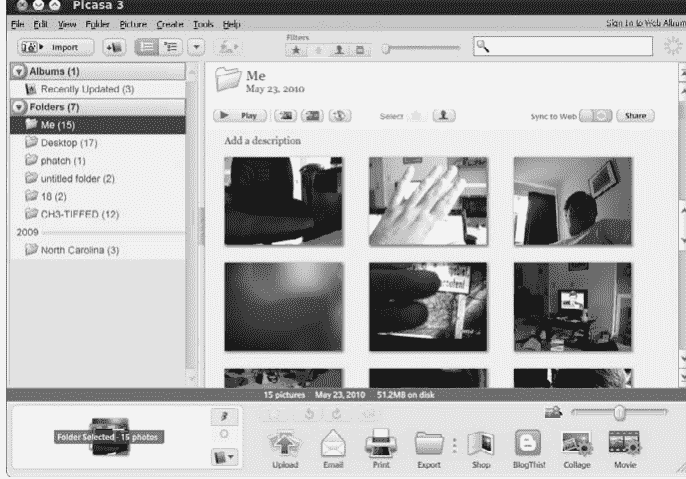 Picasa 3
File Edit View Folder Picture Create Tools Help
Sign In to Web Album
Import
Filters
Albums (1)
Recently Updated (3)
Folders (7)
Me (15)
Desktop (17)
phatch (1)
untitled folder (2)
18 (2)
CH3-TIFFED (12)
2009
North Carolina (3)
Me
May 23, 2010
Play
Select
Sync to Web
Share
Add a description
15 pictures May 23, 2010 51.2MB on disk
Folder Selected - 15 photos
Upload Email Print Export Shop BlogThis! Collage Movie